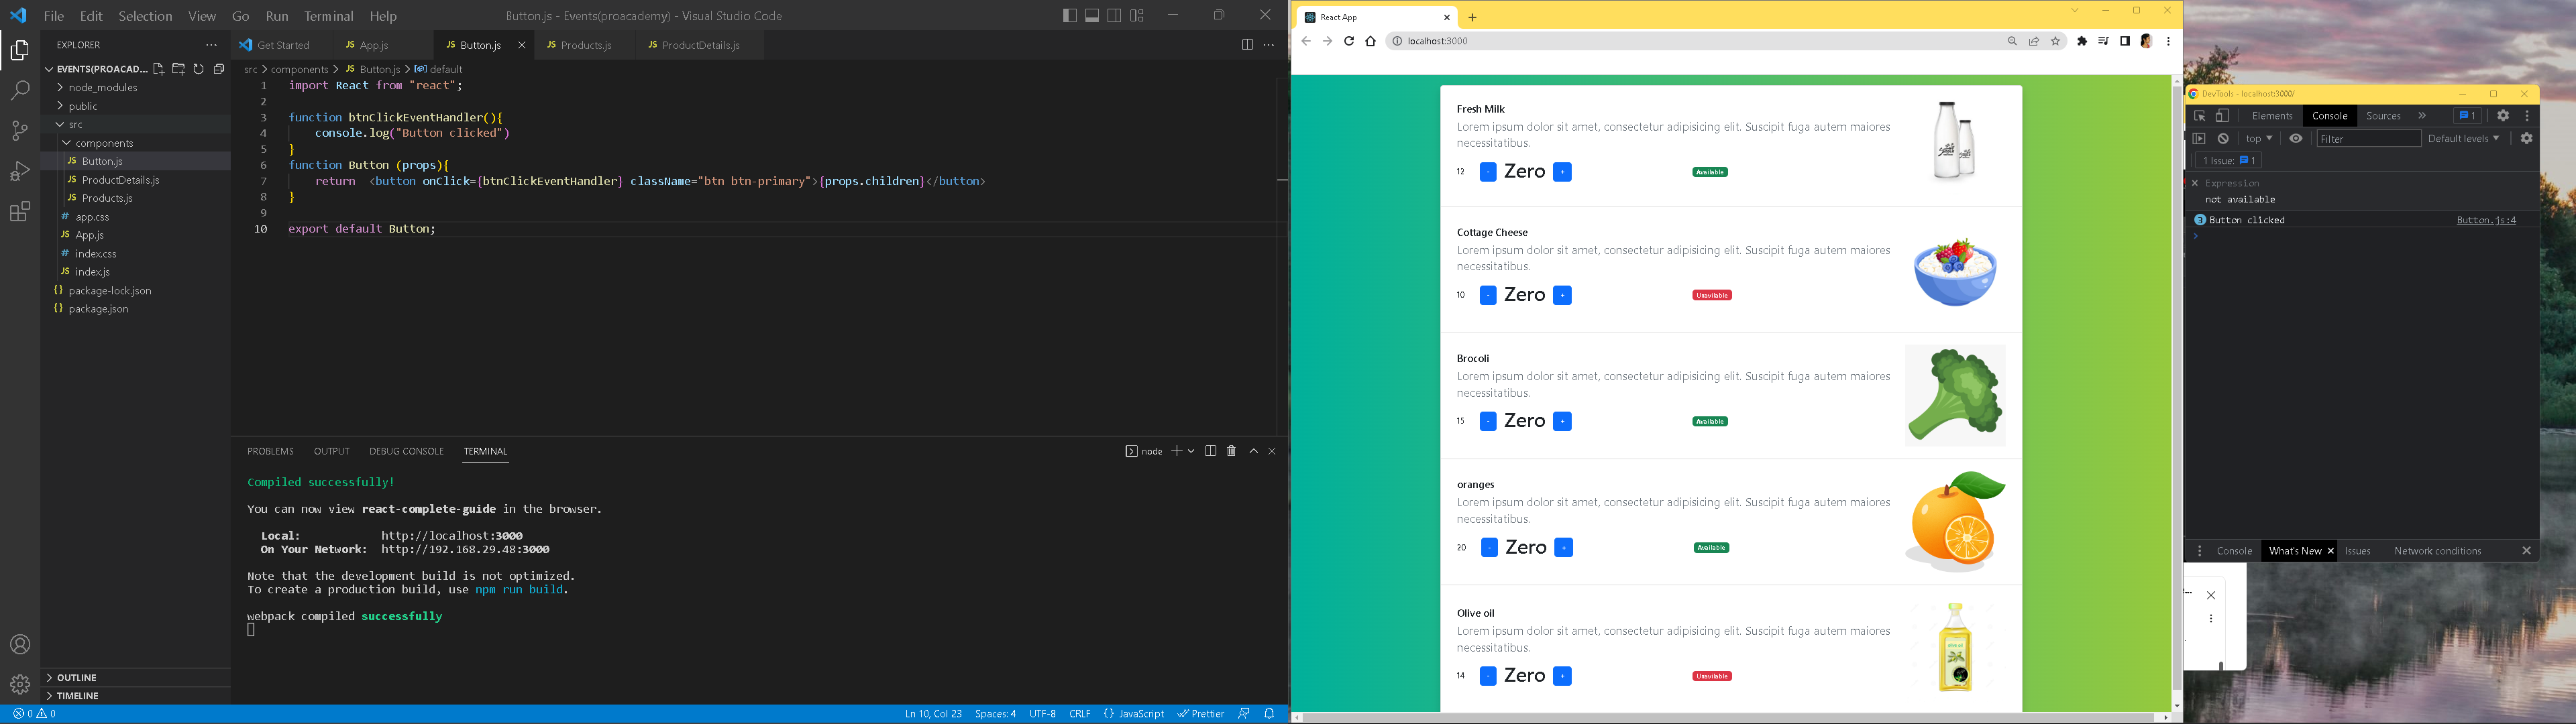 File Edit Selection View Go Run Terminal Help
Button.js - Events(proacademy) - Visual Studio Code
EXPLORER
EVENTS(PROACAD...
node_modules
public
src
components
JS Button.js
JS ProductDetails.js
JS Products.js
# app.css
JS App.js
# index.css
JS index.js
{} package-lock.json
{} package.json
OUTLINE
TIMELINE
Get Started
JS App.js
JS Button.js
JS Products.js
JS ProductDetails.js
src > components > JS Button.js > default
1 import React from "react";
2
3 function btnClickEventHandler(){
4 console.log("Button clicked")
5 }
6 function Button (props){
7 return <button onClick={btnClickEventHandler} className="btn btn-primary">{props.children}</button>
8 }
9
10 export default Button;
PROBLEMS OUTPUT DEBUG CONSOLE TERMINAL
node
Compiled successfully!
You can now view react-complete-guide in the browser.
Local: http://localhost:3000
On Your Network: http://192.168.29.48:3000
Note that the development build is not optimized.
To create a production build, use npm run build.
webpack compiled successfully
0 0
Ln 10, Col 23 Spaces: 4 UTF-8 CRLF {} JavaScript Prettier
React App
localhost:3000
Fresh Milk
Lorem ipsum dolor sit amet, consectetur adipisicing elit. Suscipit fuga autem maiores
necessitatibus.
12 - Zero + Available
Cottage Cheese
Lorem ipsum dolor sit amet, consectetur adipisicing elit. Suscipit fuga autem maiores
necessitatibus.
10 - Zero + Unavilable
Brocoli
Lorem ipsum dolor sit amet, consectetur adipisicing elit. Suscipit fuga autem maiores
necessitatibus.
15 - Zero + Available
oranges
Lorem ipsum dolor sit amet, consectetur adipisicing elit. Suscipit fuga autem maiores
necessitatibus.
20 - Zero + Available
Olive oil
Lorem ipsum dolor sit amet, consectetur adipisicing elit. Suscipit fuga autem maiores
necessitatibus.
14 - Zero + Unavilable
DevTools - localhost:3000/
Elements Console Sources 1
top Filter Default levels
1 Issue: 1
Expression
not available
3 Button clicked Button.js:4
Console What's New Issues Network conditions